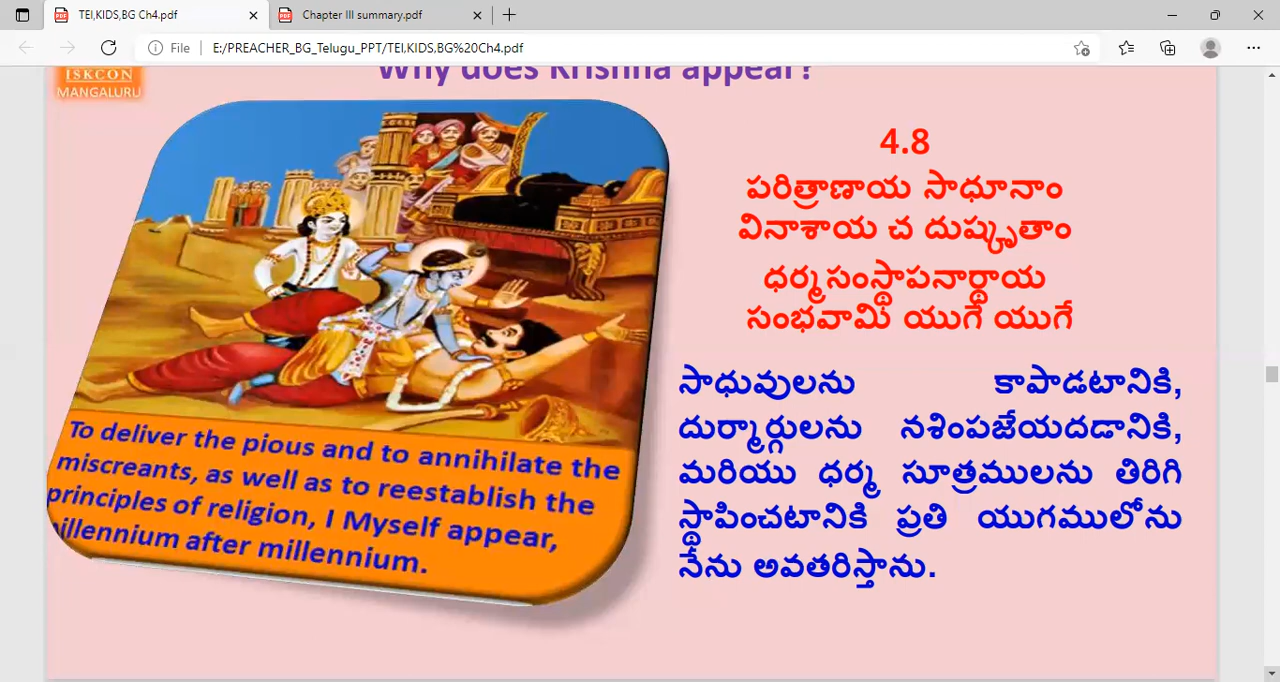 TEI,KIDS,BG Ch4.pdf
Chapter III summary.pdf
File
E:/PREACHER_BG_Telugu_PPT/TEI,KIDS,BG%20Ch4.pdf
ISKCON
MANGALURU
Why does Krishna appear?
4.8
పరిత్రాణాయ సాధూనాం
వినాశాయ చ దుష్కృతాం
ధర్మసంస్థాపనార్థాయ
సంభవామి యుగే యుగే
సాధువులను కాపాడటానికి,
దుర్మార్గులను నశింపజేయదడానికి,
మరియు ధర్మ సూత్రములను తిరిగి
స్థాపించటానికి ప్రతి యుగములోను
నేను అవతరిస్తాను.
To deliver the pious and to annihilate the
miscreants, as well as to reestablish the
principles of religion, I Myself appear,
millennium after millennium.